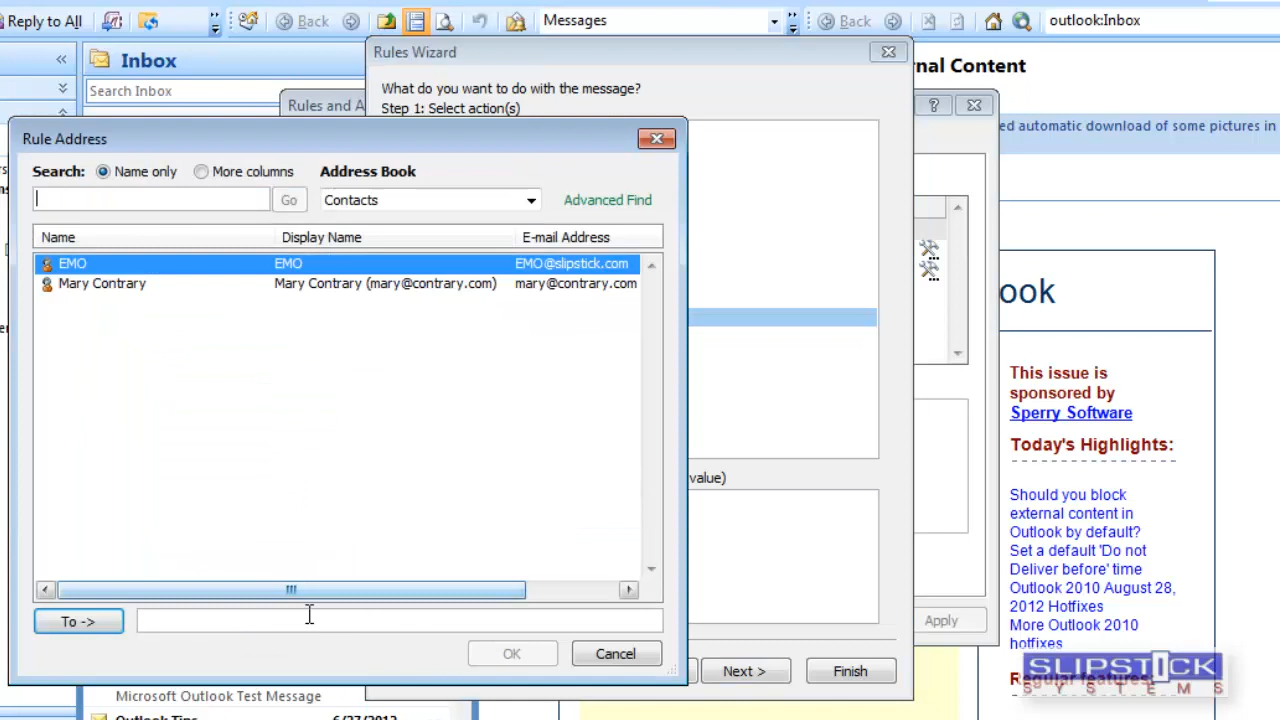 Reply to All
Back
Messages
Back
outlook:Inbox
Inbox
Search Inbox
Rules and A
Rules Wizard
What do you want to do with the message?
Step 1: Select action(s)
nal Content
ed automatic download of some pictures in
Rule Address
Search: Name only More columns Address Book
Go Contacts Advanced Find
Name Display Name E-mail Address
EMO EMO EMO@slipstick.com
Mary Contrary Mary Contrary (mary@contrary.com) mary@contrary.com
To ->
OK Cancel
value)
Next > Finish
Apply
ook
This issue is
sponsored by
Sperry Software
Today's Highlights:
Should you block
external content in
Outlook by default?
Set a default 'Do not
Deliver before' time
Outlook 2010 August 28,
2012 Hotfixes
More Outlook 2010
hotfixes
SLIPSTICK
SYSTEMS
Microsoft Outlook Test Message
Outlook Tips 6/27/2012